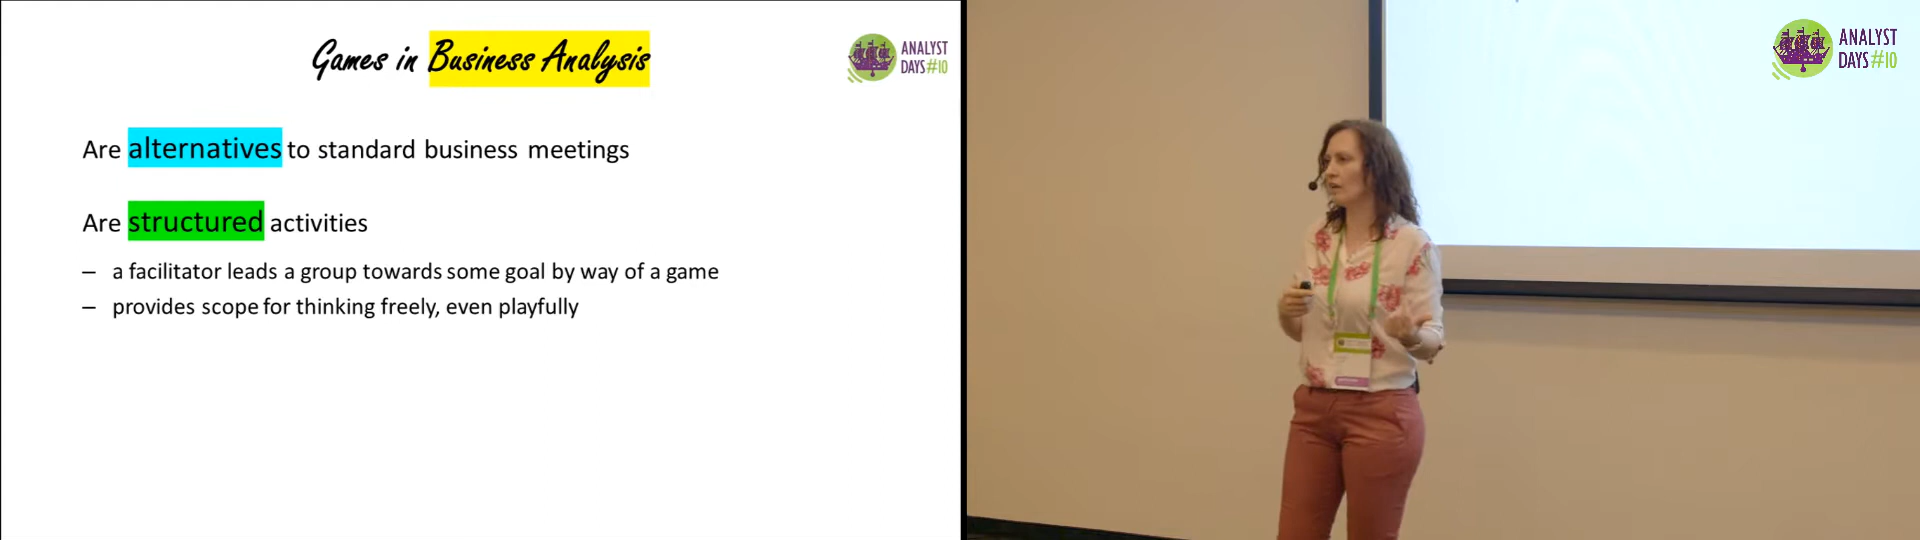 Games in Business Analysis
ANALYST
DAYS#10
Are alternatives to standard business meetings
Are structured activities
– a facilitator leads a group towards some goal by way of a game
– provides scope for thinking freely, even playfully
ANALYST
DAYS#10